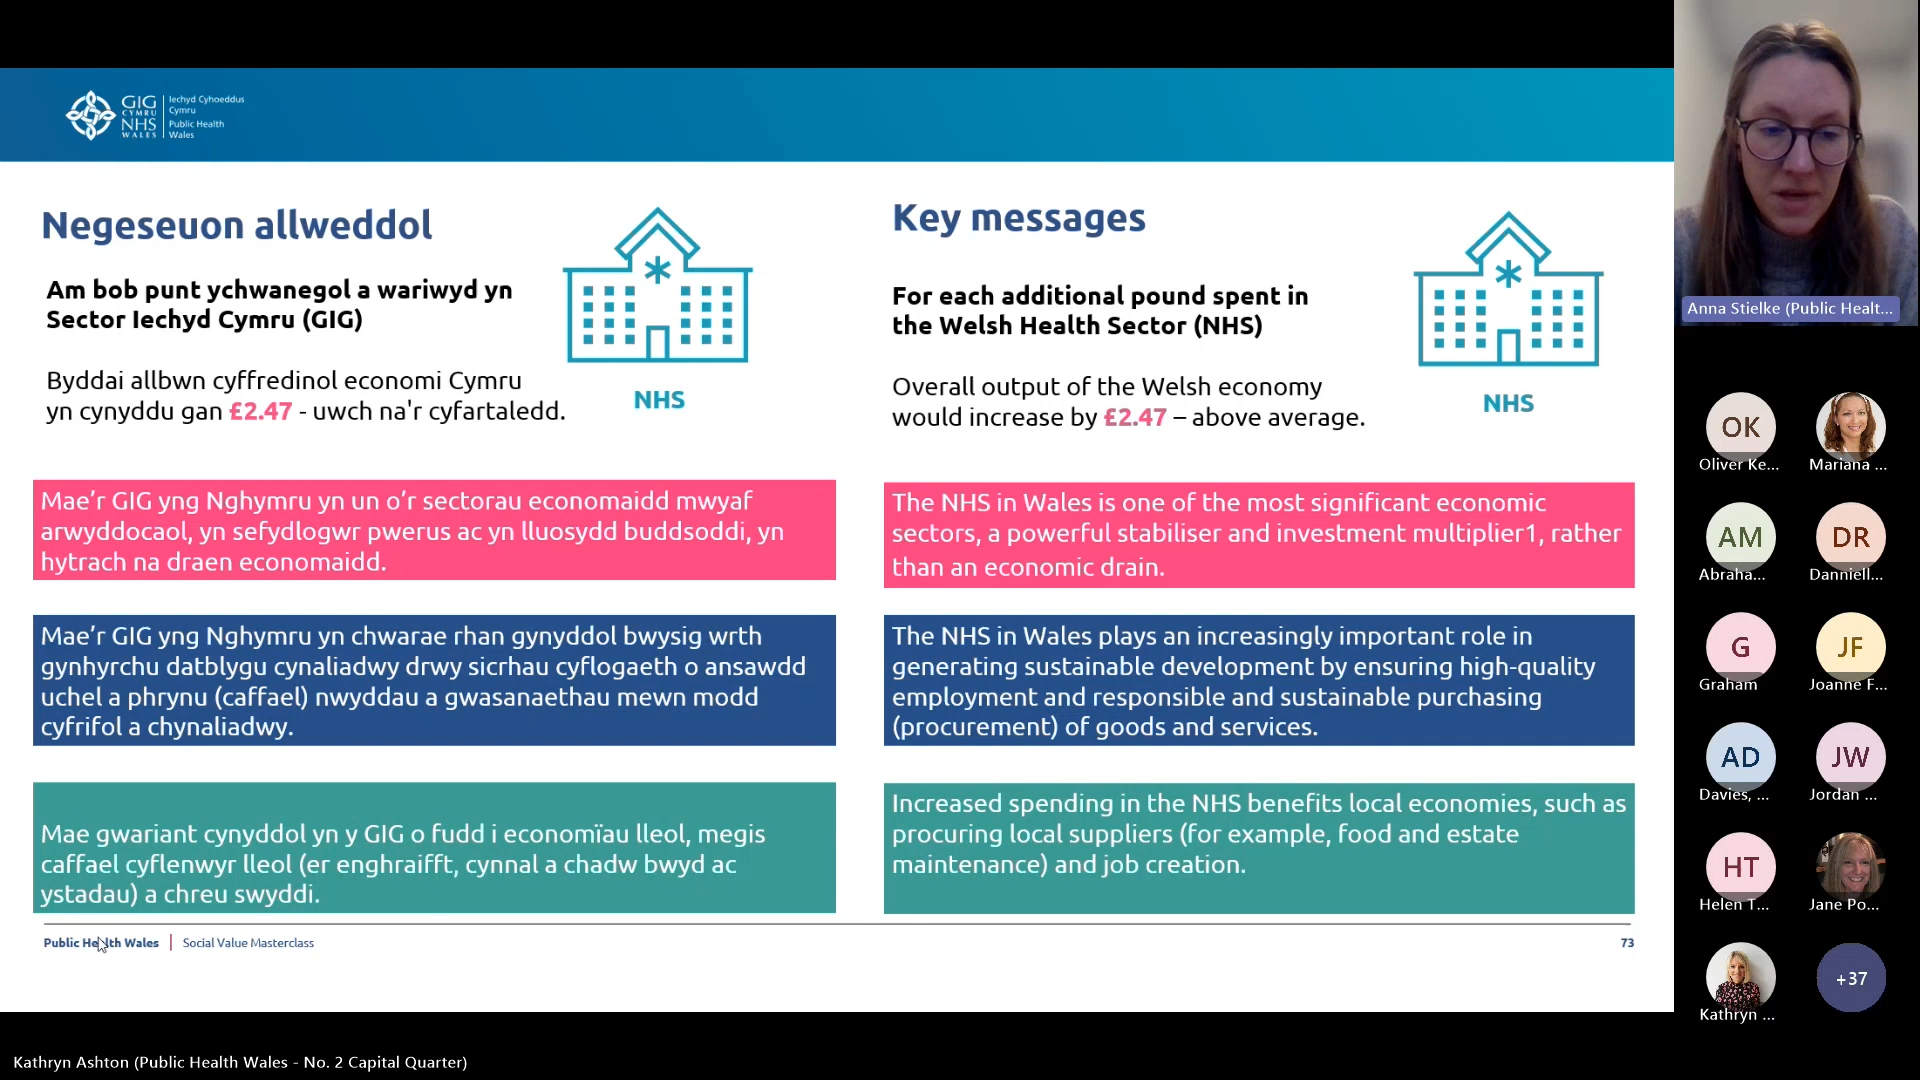 GIG
CYMRU
NHS
WALES
Iechyd Cyhoeddus
Cymru
Public Health
Wales
Negeseuon allweddol
Am bob punt ychwanegol a wariwyd yn
Sector Iechyd Cymru (GIG)
Byddai allbwn cyffredinol economi Cymru
yn cynyddu gan £2.47 - uwch na'r cyfartaledd.
NHS
Mae’r GIG yng Nghymru yn un o’r sectorau economaidd mwyaf
arwyddocaol, yn sefydlogwr pwerus ac yn lluosydd buddsoddi, yn
hytrach na draen economaidd.
Mae’r GIG yng Nghymru yn chwarae rhan gynyddol bwysig wrth
gynhyrchu datblygu cynaliadwy drwy sicrhau cyflogaeth o ansawdd
uchel a phrynu (caffael) nwyddau a gwasanaethau mewn modd
cyfrifol a chynaliadwy.
Mae gwariant cynyddol yn y GIG o fudd i economïau lleol, megis
caffael cyflenwyr lleol (er enghraifft, cynnal a chadw bwyd ac
ystadau) a chreu swyddi.
Key messages
For each additional pound spent in
the Welsh Health Sector (NHS)
Overall output of the Welsh economy
would increase by £2.47 – above average.
NHS
The NHS in Wales is one of the most significant economic
sectors, a powerful stabiliser and investment multiplier1, rather
than an economic drain.
The NHS in Wales plays an increasingly important role in
generating sustainable development by ensuring high-quality
employment and responsible and sustainable purchasing
(procurement) of goods and services.
Increased spending in the NHS benefits local economies, such as
procuring local suppliers (for example, food and estate
maintenance) and job creation.
Public Health Wales | Social Value Masterclass
73
Anna Stielke (Public Healt...
OK
Oliver Ke...
Mariana ...
AM
Abraha...
DR
Danniell...
G
Graham
JF
Joanne F...
AD
Davies, ...
JW
Jordan ...
HT
Helen T...
Jane Po...
Kathryn ...
+37
Kathryn Ashton (Public Health Wales - No. 2 Capital Quarter)